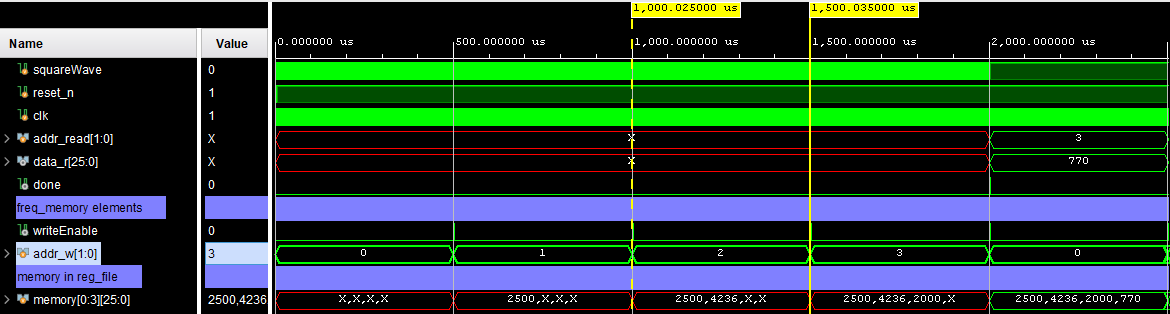 1,000.025000 us 1,500.035000 us
Name Value 0.000000 us 500.000000 us 1,000.000000 us 1,500.000000 us 2,000.000000 us
squareWave 0
reset_n 1
clk 1
addr_read[1:0] X X 3
data_r[25:0] X X 770
done 0
freq_memory elements
writeEnable 0
addr_w[1:0] 3 0 1 2 3 0
memory in reg_file
memory[0:3][25:0] 2500,4236 X,X,X,X 2500,X,X,X 2500,4236,X,X 2500,4236,2000,X 2500,4236,2000,770